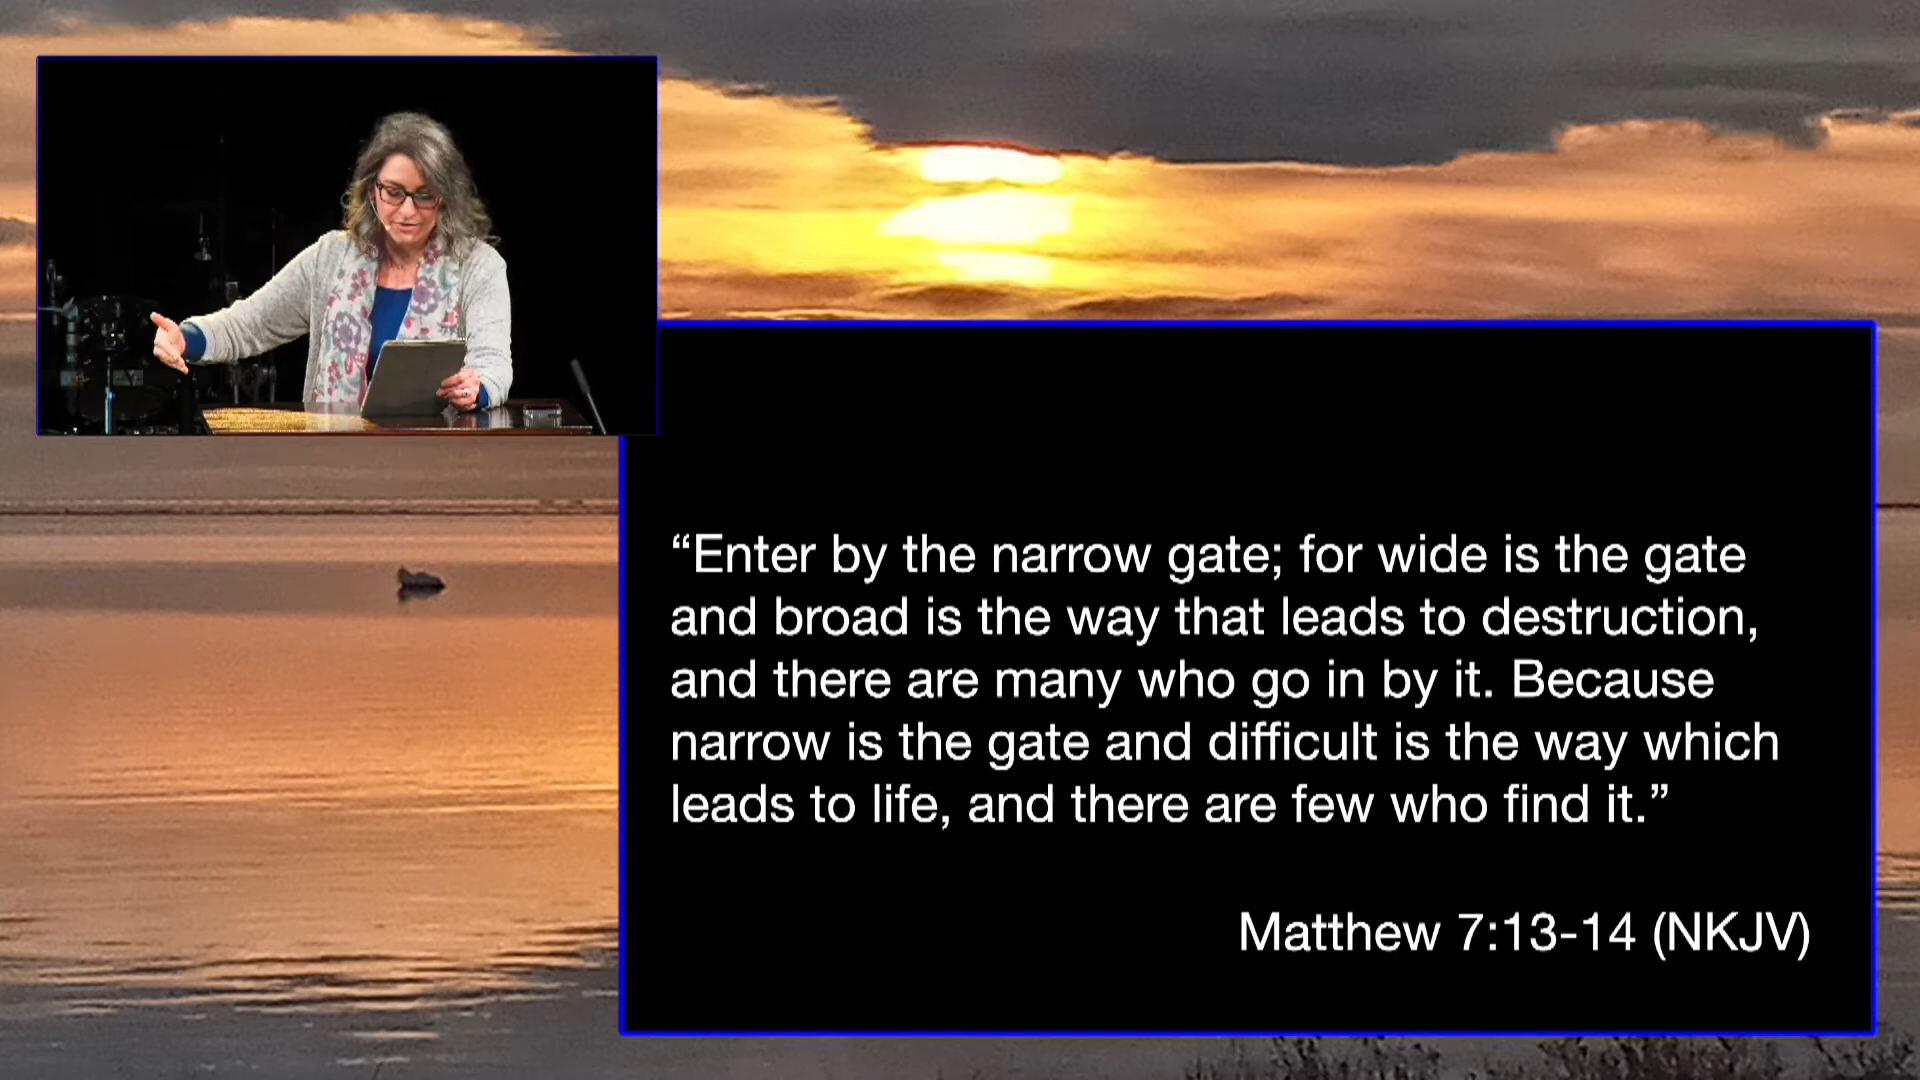 “Enter by the narrow gate; for wide is the gate
and broad is the way that leads to destruction,
and there are many who go in by it. Because
narrow is the gate and difficult is the way which
leads to life, and there are few who find it.”
Matthew 7:13-14 (NKJV)